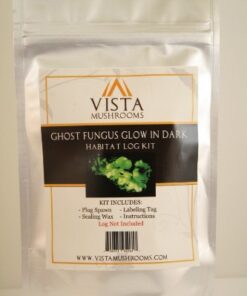 VISTA
MUSHROOMS
GHOST FUNGUS GLOW IN DARK
HABITAT LOG KIT
KIT INCLUDES:
- Plug Spawn - Labeling Tag
- Sealing Wax - Instructions
Log Not Included
WWW.VISTAMUSHROOMS.COM